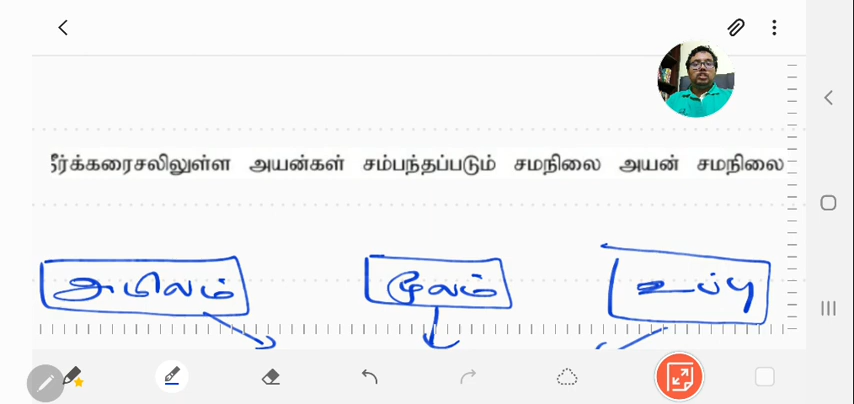 நீர்க்கரைசலிலுள்ள அயன்கள் சம்பந்தப்படும் சமநிலை அயன் சமநிலை
அமிலம் மூலம் உப்பு